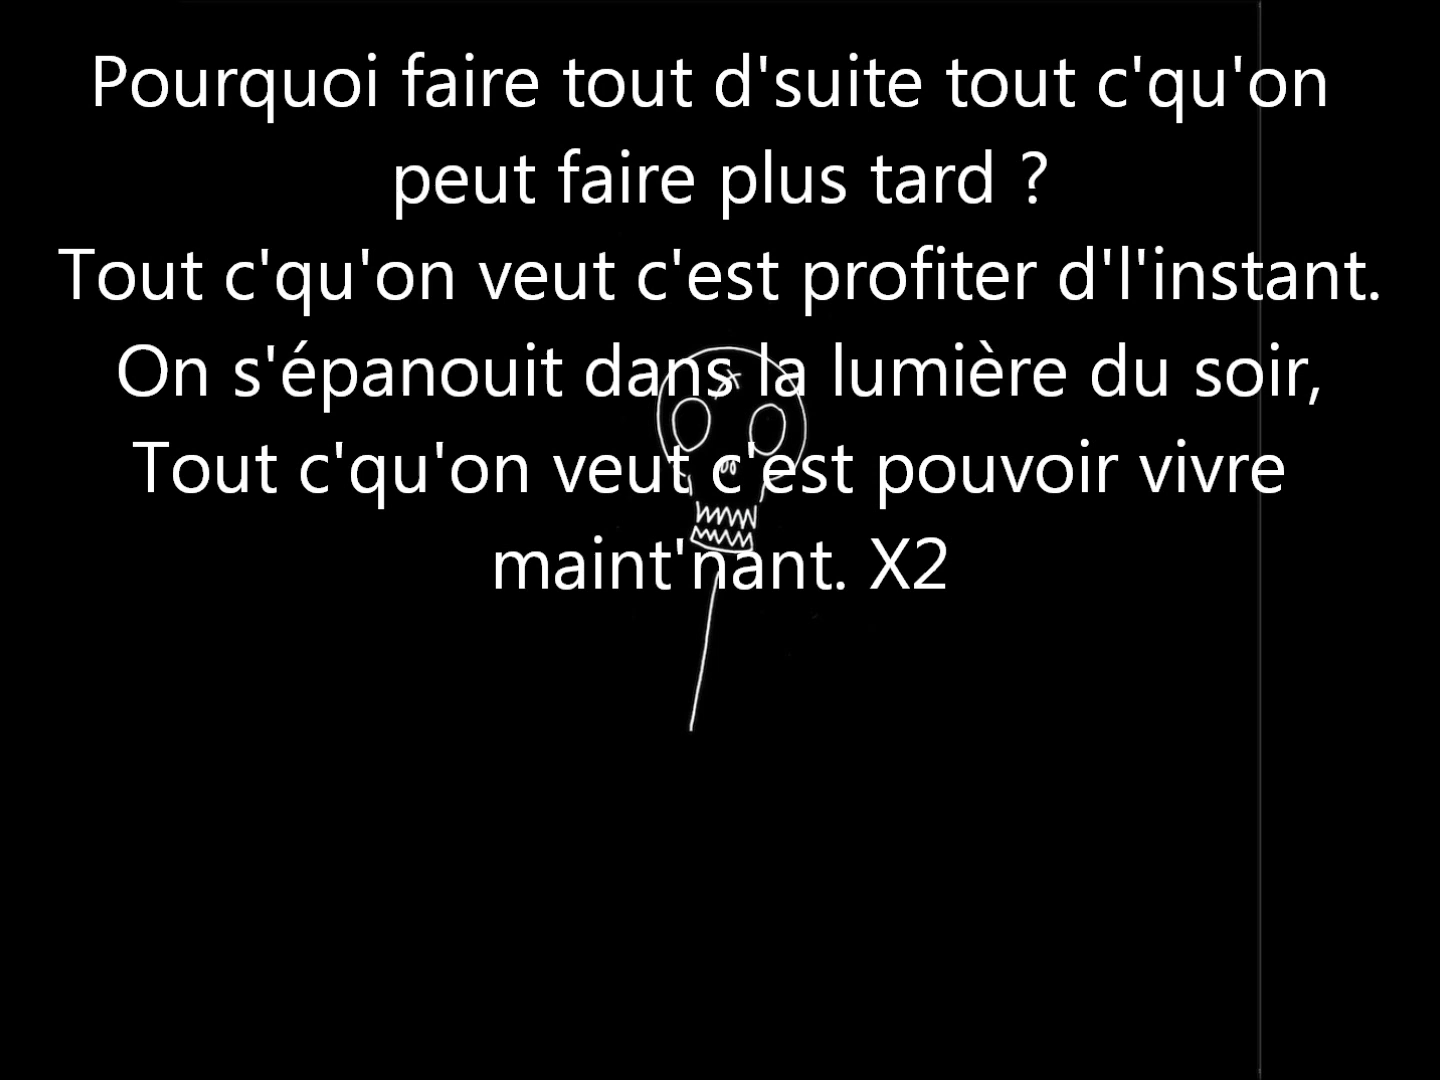 Pourquoi faire tout d'suite tout c'qu'on
peut faire plus tard ?
Tout c'qu'on veut c'est profiter d'l'instant.
On s'épanouit dans la lumière du soir,
Tout c'qu'on veut c'est pouvoir vivre
maint'nant. X2